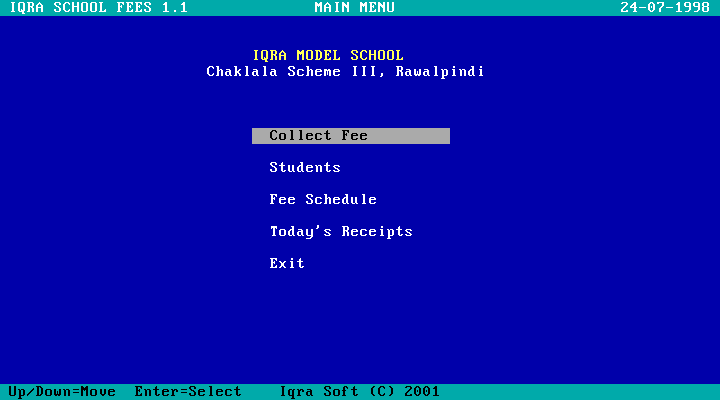 IQRA SCHOOL FEES 1.1 MAIN MENU 24-07-1998
IQRA MODEL SCHOOL
Chaklala Scheme III, Rawalpindi
Collect Fee
Students
Fee Schedule
Today's Receipts
Exit
Up/Down=Move Enter=Select Iqra Soft (C) 2001